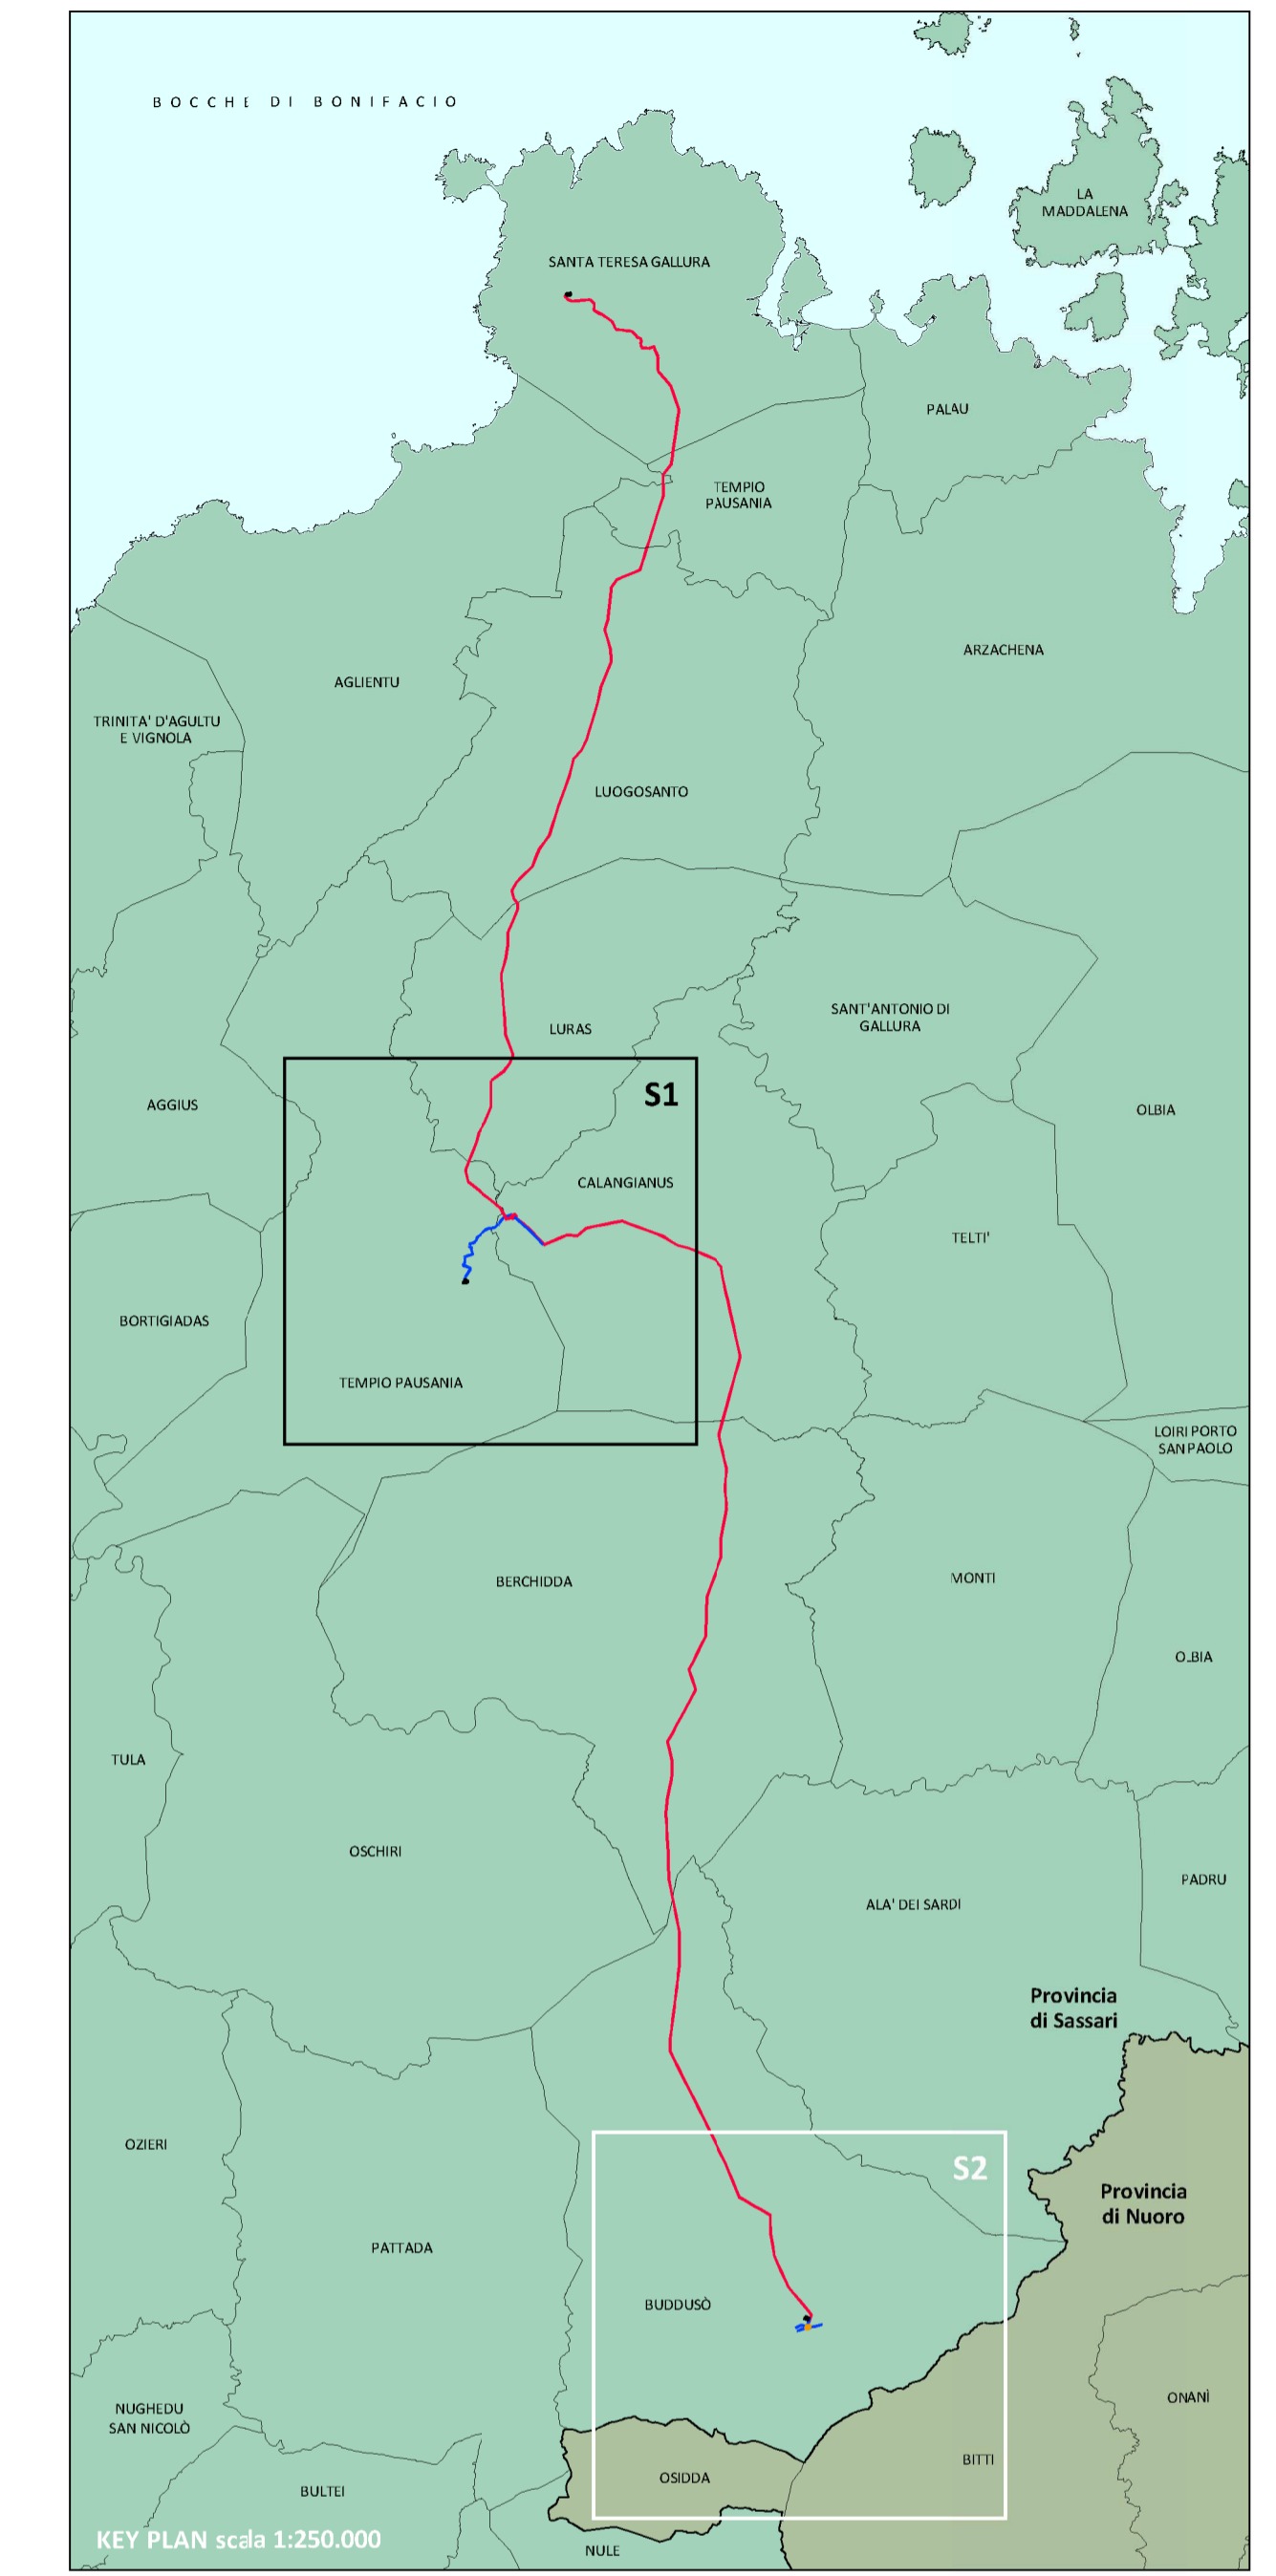 BOCCHE DI BONIFACIO
LA
MADDALENA
SANTA TERESA GALLURA
PALAU
TEMPIO
PAUSANIA
ARZACHENA
AGLIENTU
TRINITA' D'AGULTU
E VIGNOLA
LUOGOSANTO
SANT'ANTONIO DI
GALLURA
LURAS
S1
AGGIUS
OLBIA
CALANGIANUS
TELTI'
BORTIGIADAS
TEMPIO PAUSANIA
LOIRI PORTO
SAN PAOLO
BERCHIDDA
MONTI
OLBIA
TULA
OSCHIRI
PADRU
ALA' DEI SARDI
Provincia
di Sassari
OZIERI
S2
Provincia
di Nuoro
PATTADA
BUDDUSÒ
ONANÌ
NUGHEDU
SAN NICOLÒ
BITTI
OSIDDA
BULTEI
KEY PLAN scala 1:250.000
NULE